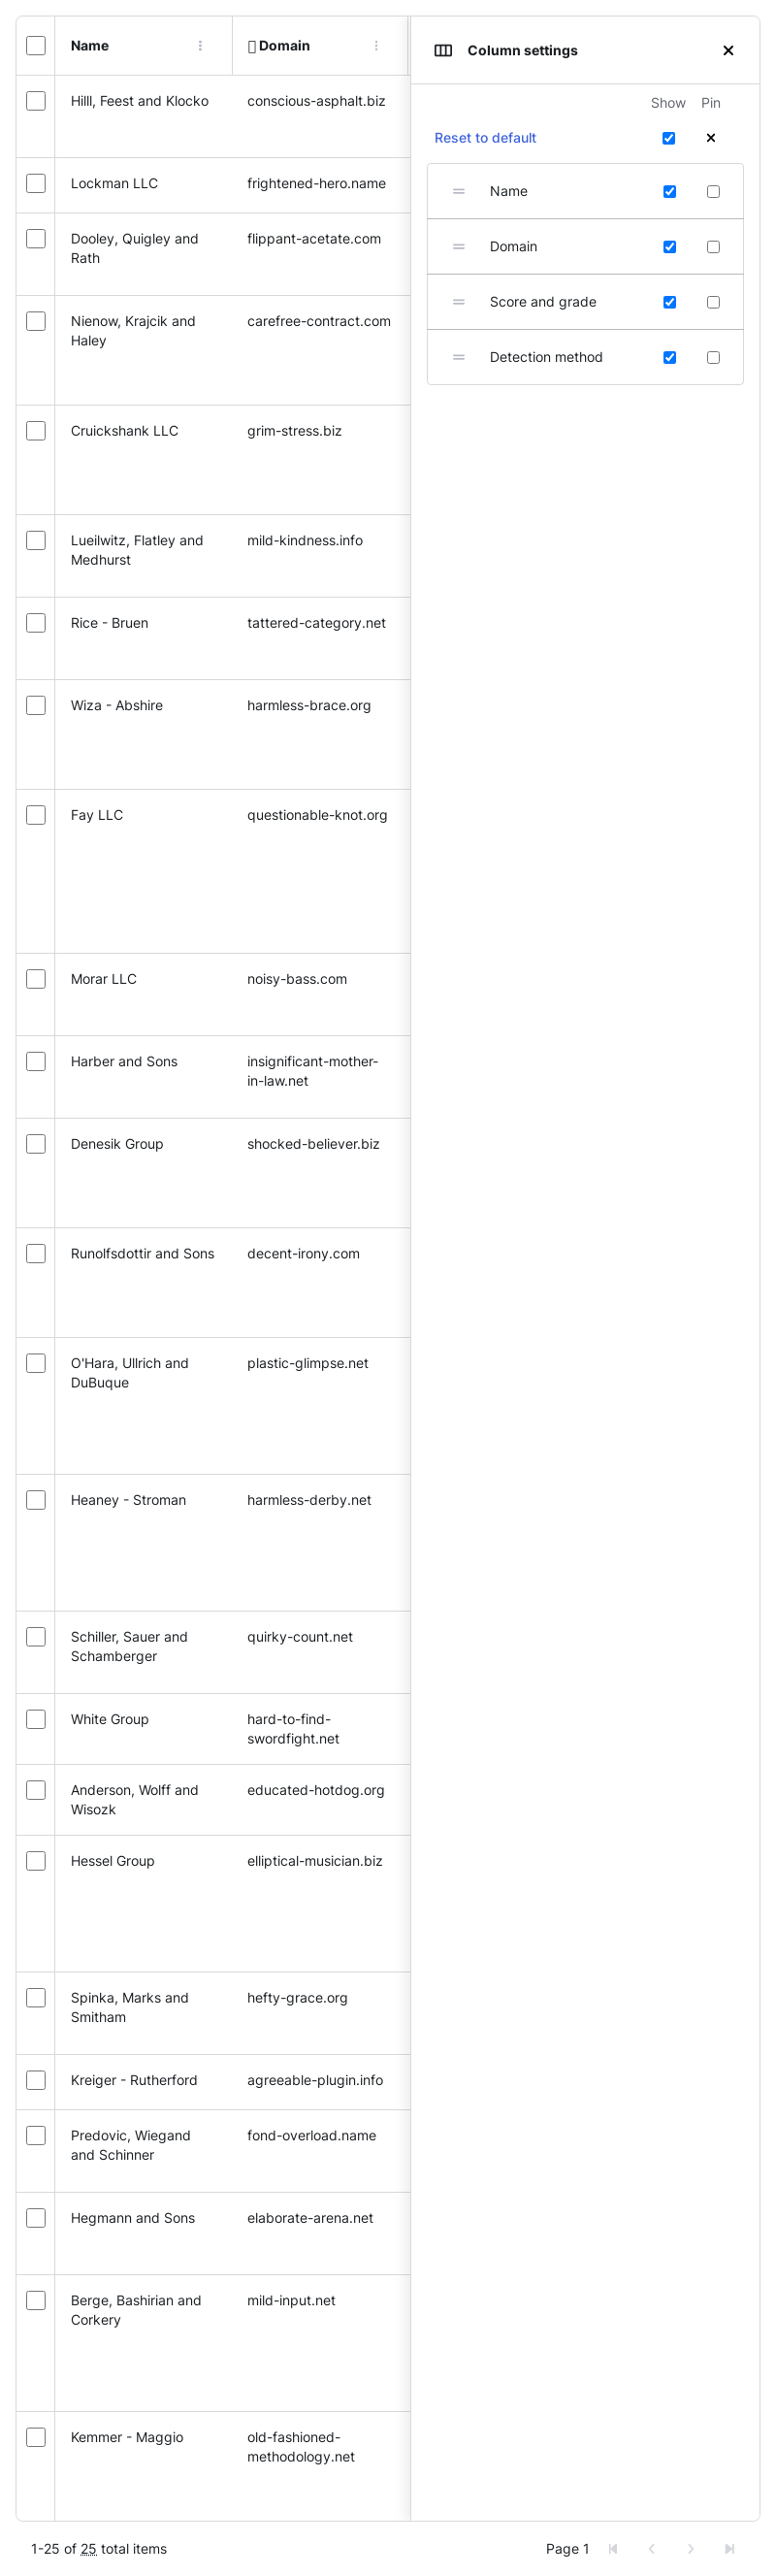 Name
Domain
Column settings
Show Pin
Reset to default
Name
Domain
Score and grade
Detection method
Hilll, Feest and Klocko
conscious-asphalt.biz
Lockman LLC
frightened-hero.name
Dooley, Quigley and
Rath
flippant-acetate.com
Nienow, Krajcik and
Haley
carefree-contract.com
Cruickshank LLC
grim-stress.biz
Lueilwitz, Flatley and
Medhurst
mild-kindness.info
Rice - Bruen
tattered-category.net
Wiza - Abshire
harmless-brace.org
Fay LLC
questionable-knot.org
Morar LLC
noisy-bass.com
Harber and Sons
insignificant-mother-
in-law.net
Denesik Group
shocked-believer.biz
Runolfsdottir and Sons
decent-irony.com
O'Hara, Ullrich and
DuBuque
plastic-glimpse.net
Heaney - Stroman
harmless-derby.net
Schiller, Sauer and
Schamberger
quirky-count.net
White Group
hard-to-find-
swordfight.net
Anderson, Wolff and
Wisozk
educated-hotdog.org
Hessel Group
elliptical-musician.biz
Spinka, Marks and
Smitham
hefty-grace.org
Kreiger - Rutherford
agreeable-plugin.info
Predovic, Wiegand
and Schinner
fond-overload.name
Hegmann and Sons
elaborate-arena.net
Berge, Bashirian and
Corkery
mild-input.net
Kemmer - Maggio
old-fashioned-
methodology.net
1-25 of 25 total items
Page 1